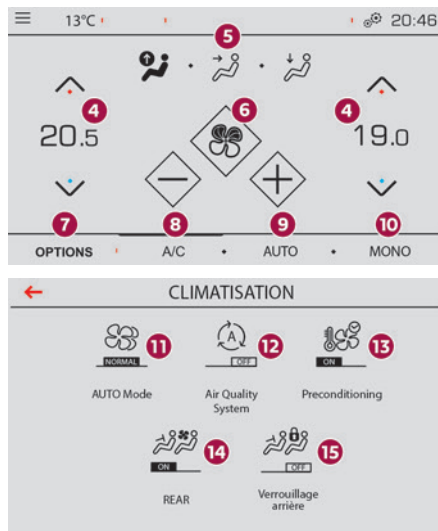 13°C 20:46
5
4 6 4
20.5 19.0
7 8 9 10
OPTIONS A/C AUTO MONO
CLIMATISATION
11 A 12 13
NORMAL OFF ON
AUTO Mode Air Quality Preconditioning
System
14 15
ON OFF
REAR Verrouillage
arrière